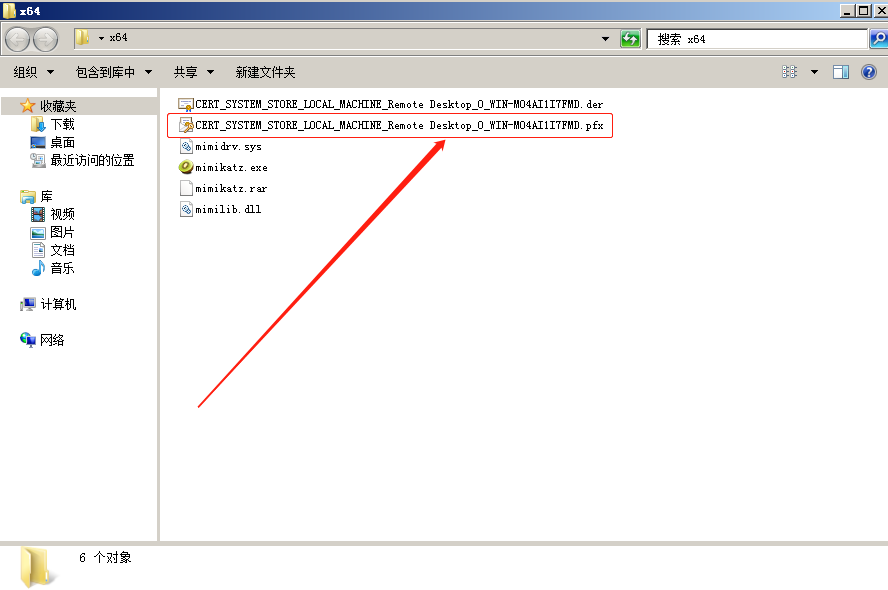 x64
x64
搜索 x64
组织 包含到库中 共享 新建文件夹
收藏夹
下载
桌面
最近访问的位置
库
视频
图片
文档
音乐
计算机
网络
CERT_SYSTEM_STORE_LOCAL_MACHINE_Remote Desktop_0_WIN-MO4AI1I7FMD.der
CERT_SYSTEM_STORE_LOCAL_MACHINE_Remote Desktop_0_WIN-MO4AI1I7FMD.pfx
mimidrv.sys
mimikatz.exe
mimikatz.rar
mimilib.dll
6 个对象